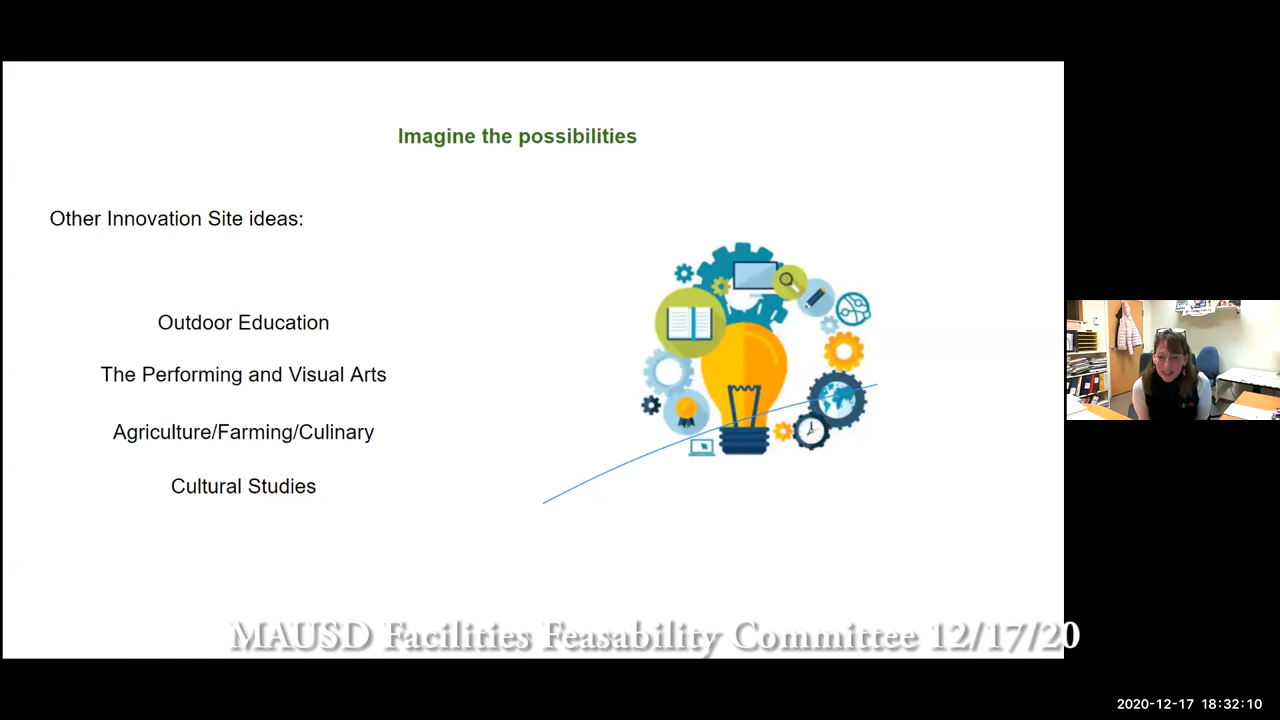 Imagine the possibilities
Other Innovation Site ideas:
Outdoor Education
The Performing and Visual Arts
Agriculture/Farming/Culinary
Cultural Studies
MAUSD Facilities Feasability Committee 12/17/20
2020-12-17 18:32:10